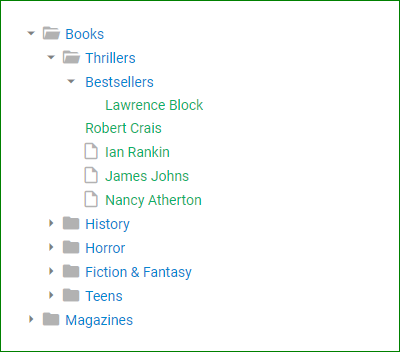 Books
Thrillers
Bestsellers
Lawrence Block
Robert Crais
Ian Rankin
James Johns
Nancy Atherton
History
Horror
Fiction & Fantasy
Teens
Magazines